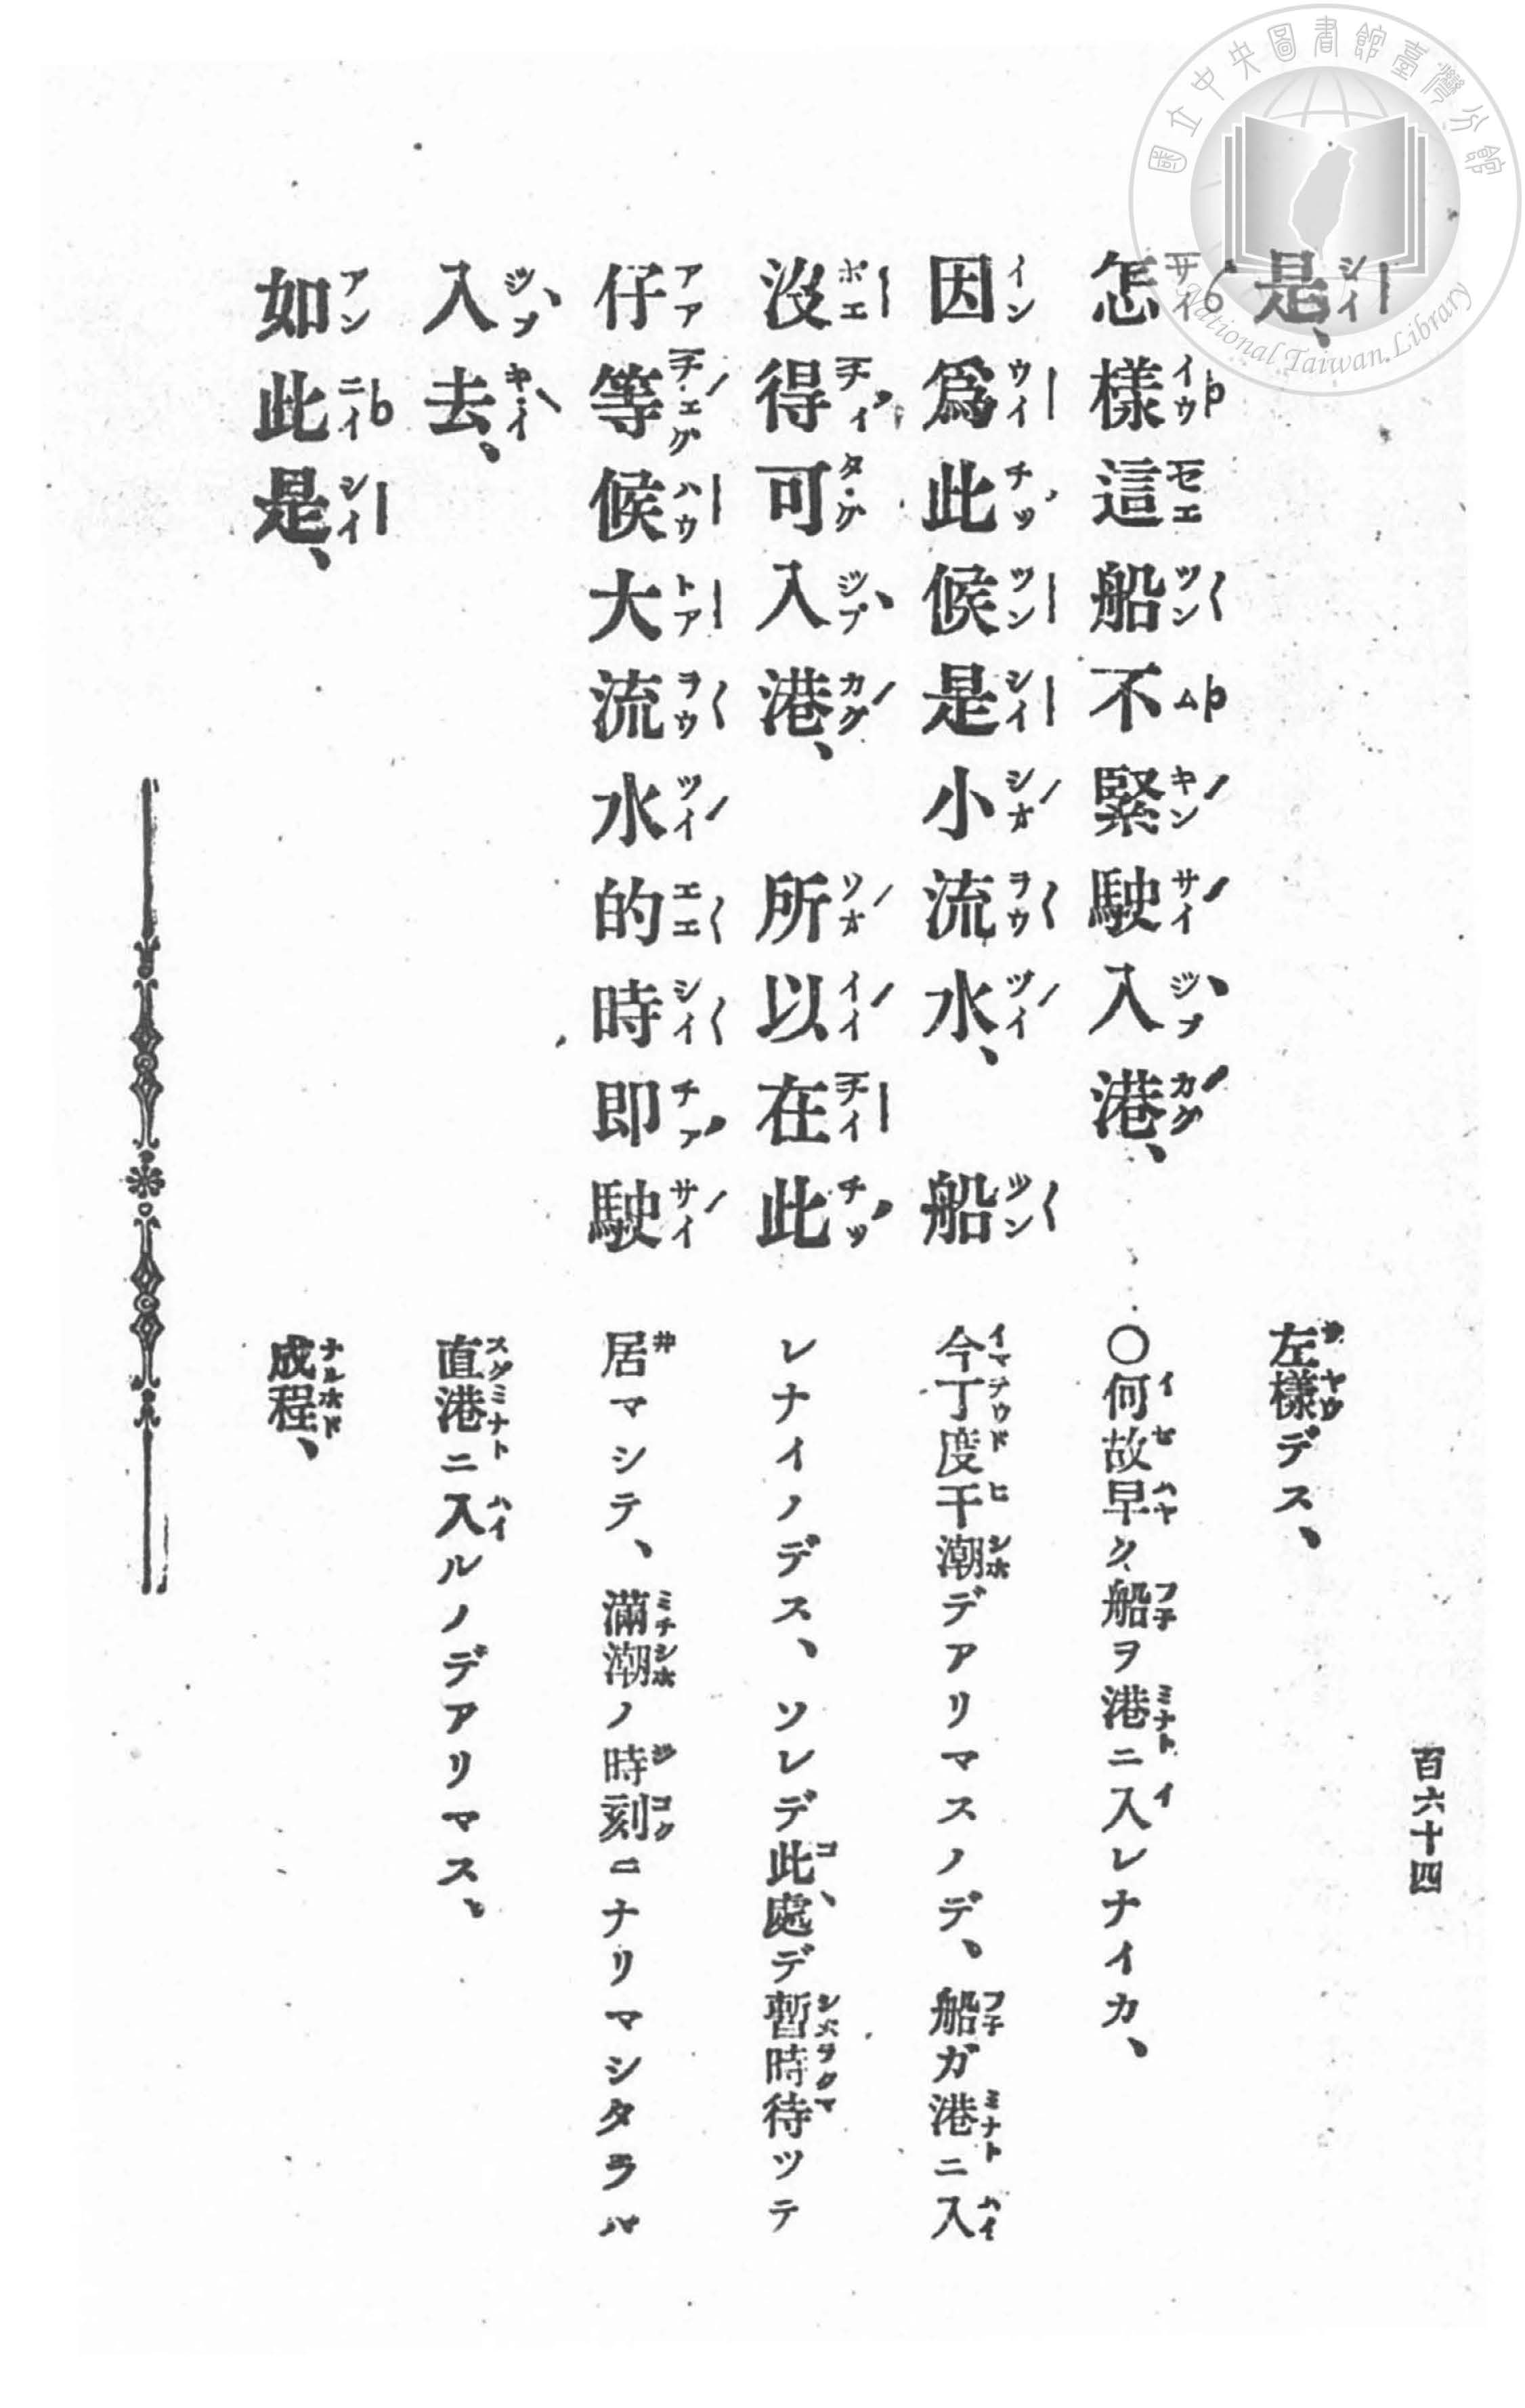 國立中央圖書館臺灣分館
National Taiwan Library
百六十四
是、
怎樣這船不緊駛入港、
因爲此候是小流水、　船
沒得可入港、　所以在此
仔等候大流水的時卽駛
入去、
如此是、
左樣デス、
〇何故早ク船ヲ港ニ入レナイカ、
今丁度干潮デアリマスノデ、船ガ港ニ入
レナイノデス、ソレデ此處デ暫時待ツテ
居マシテ、滿潮ノ時刻ニナリマシタラバ
直港ニ入ルノデアリマス、
成程、